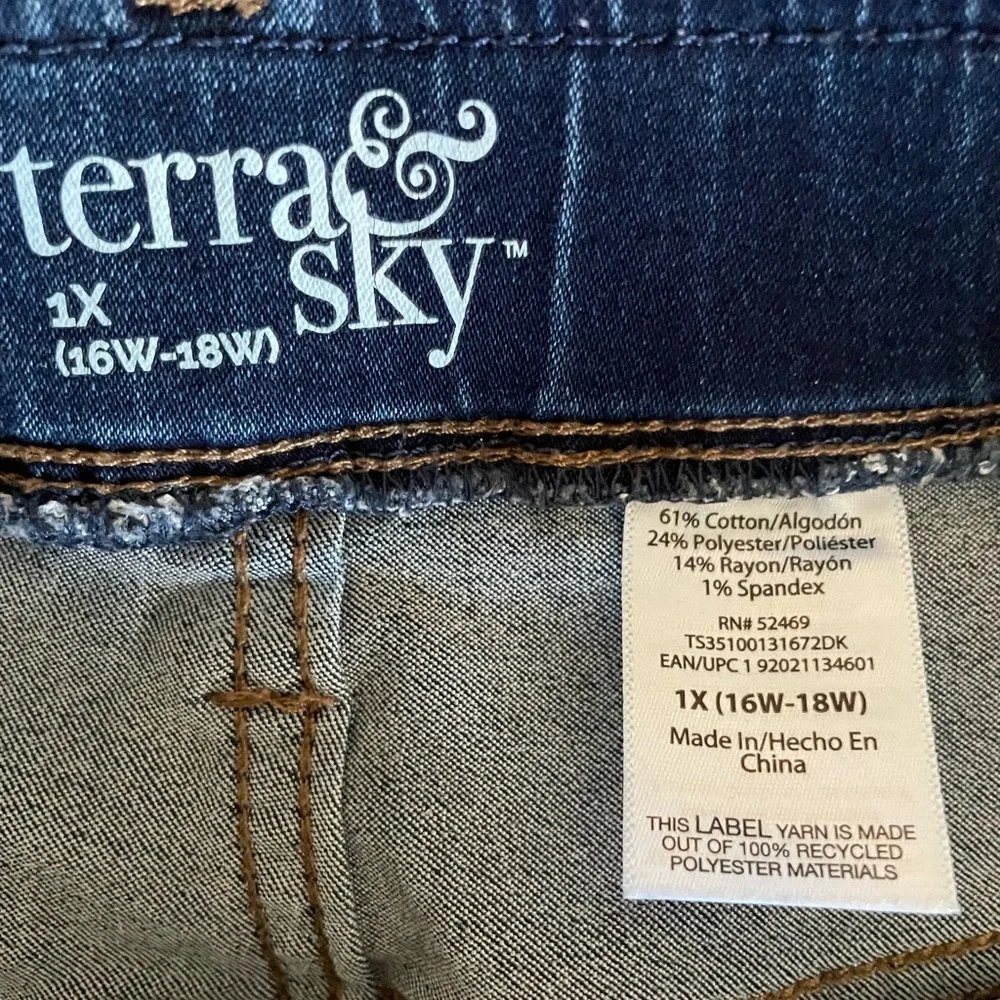 terra &
sky™
1X
(16W-18W)
61% Cotton/Algodón
24% Polyester/Poliéster
14% Rayon/Rayón
1% Spandex
RN# 52469
TS35100131672DK
EAN/UPC 1 92021134601
1X (16W-18W)
Made In/Hecho En
China
THIS LABEL YARN IS MADE
OUT OF 100% RECYCLED
POLYESTER MATERIALS